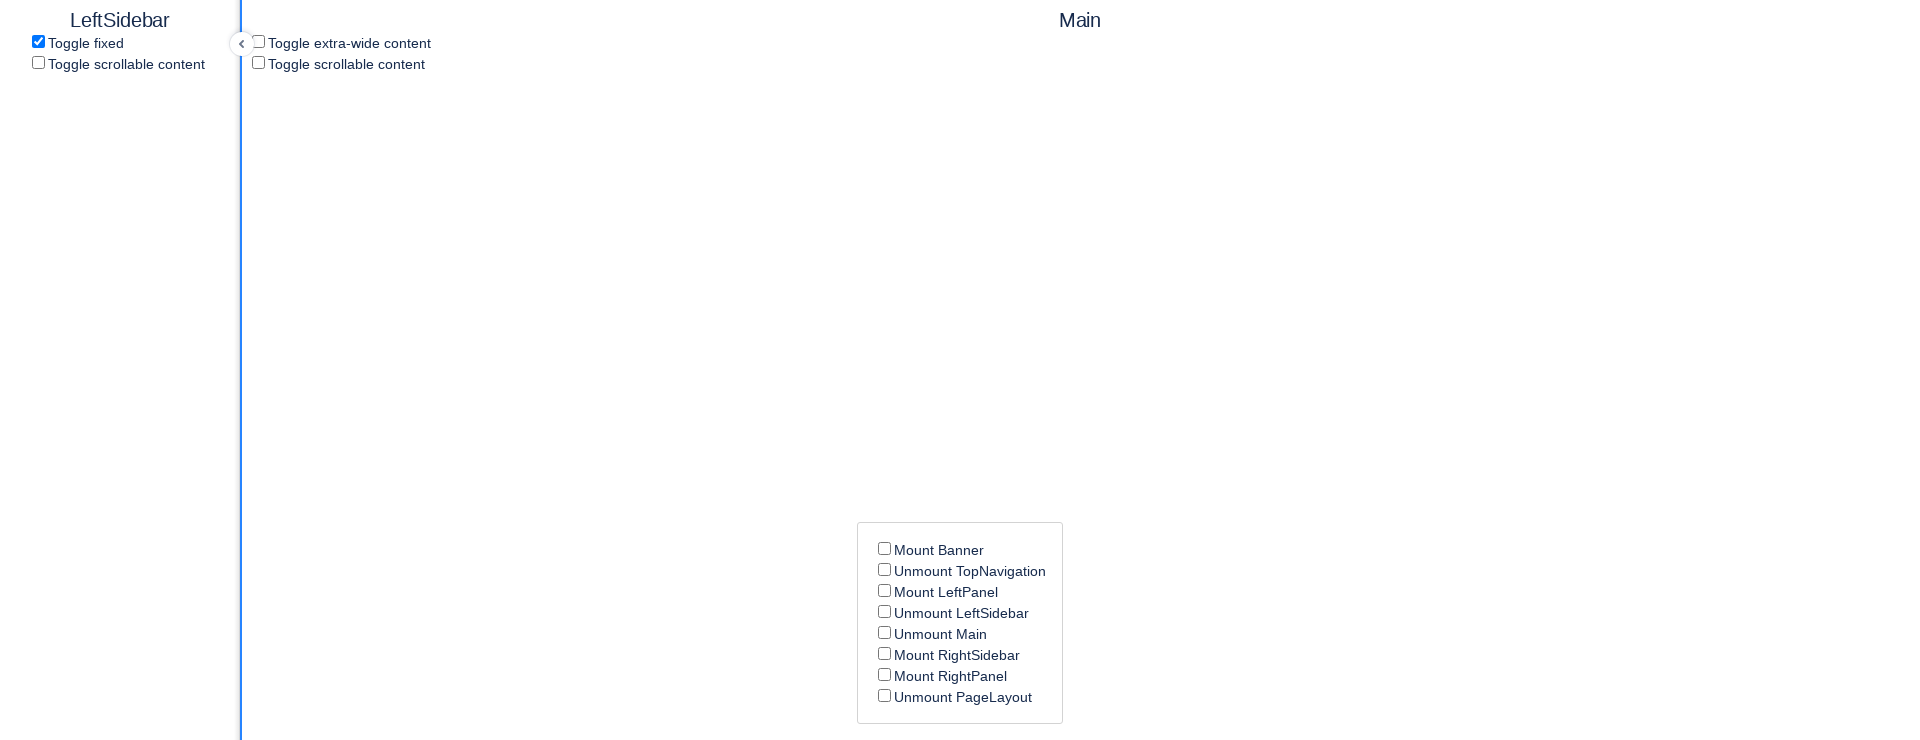 LeftSidebar
Toggle fixed
Toggle scrollable content
Main
Toggle extra-wide content
Toggle scrollable content
Mount Banner
Unmount TopNavigation
Mount LeftPanel
Unmount LeftSidebar
Unmount Main
Mount RightSidebar
Mount RightPanel
Unmount PageLayout